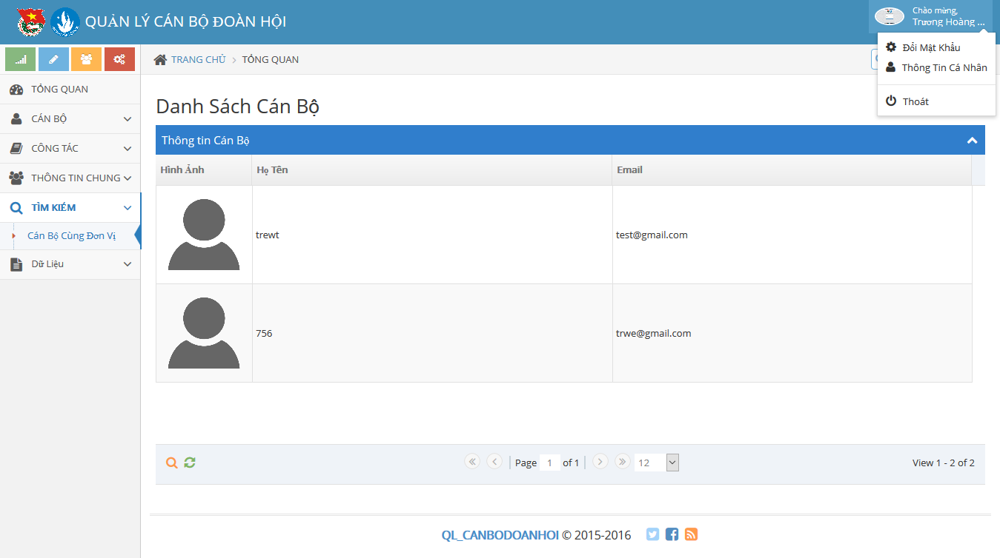 QUẢN LÝ CÁN BỘ ĐOÀN HỘI
Chào mừng,
Trương Hoàng ...
Đổi Mật Khẩu
Thông Tin Cá Nhân
Thoát
TRANG CHỦ > TỔNG QUAN
TỔNG QUAN
CÁN BỘ
CÔNG TÁC
THÔNG TIN CHUNG
TÌM KIẾM
Cán Bộ Cùng Đơn Vị
Dữ Liệu
Danh Sách Cán Bộ
Thông tin Cán Bộ
Hình Ảnh Họ Tên Email
trewt test@gmail.com
756 trwe@gmail.com
Page 1 of 1 12 View 1 - 2 of 2
QL_CANBODOANHOI © 2015-2016